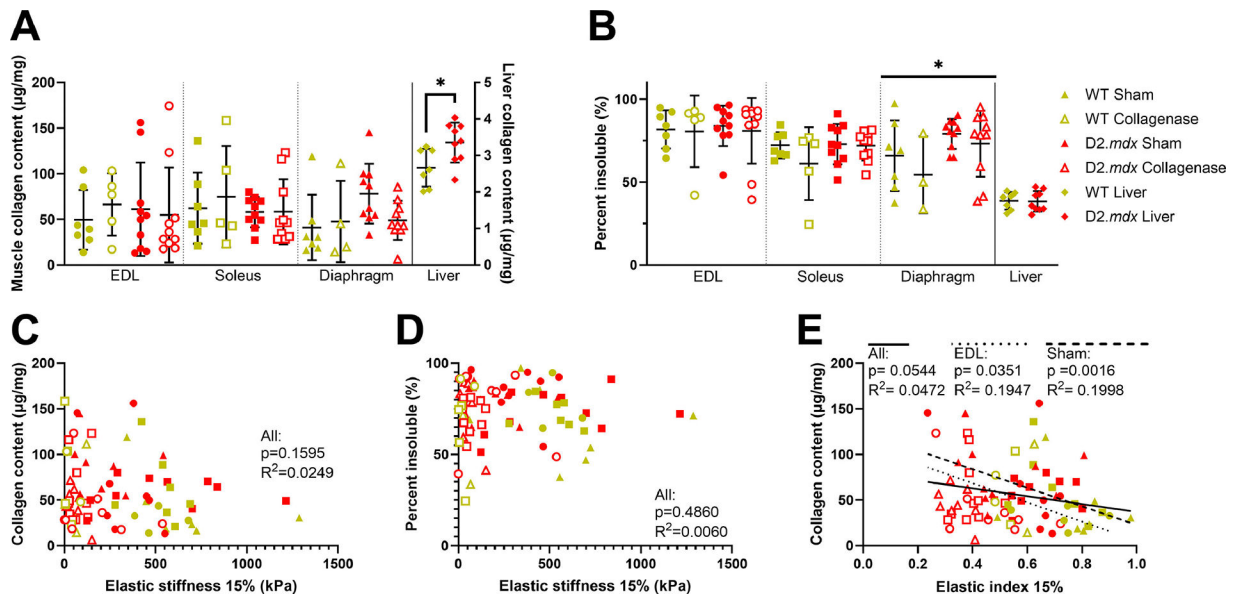 A
Muscle collagen content (µg/mg)
200
150
100
50
0
EDL
Soleus
Diaphragm
Liver
*
5
4
3
2
1
0
Liver collagen content (µg/mg)
B
Percent insoluble (%)
100
50
0
EDL
Soleus
Diaphragm
Liver
*
WT Sham
WT Collagenase
D2.mdx Sham
D2.mdx Collagenase
WT Liver
D2.mdx Liver
C
Collagen content (µg/mg)
200
150
100
50
0
0
500
1000
1500
Elastic stiffness 15% (kPa)
All:
p=0.1595
R²=0.0249
D
Percent insoluble (%)
100
50
0
0
500
1000
1500
Elastic stiffness 15% (kPa)
All:
p=0.4860
R²=0.0060
E
Collagen content (µg/mg)
200
150
100
50
0
0.0
0.2
0.4
0.6
0.8
1.0
Elastic index 15%
All:
p= 0.0544
R²= 0.0472
EDL:
p= 0.0351
R²= 0.1947
Sham:
p= 0.0016
R²= 0.1998